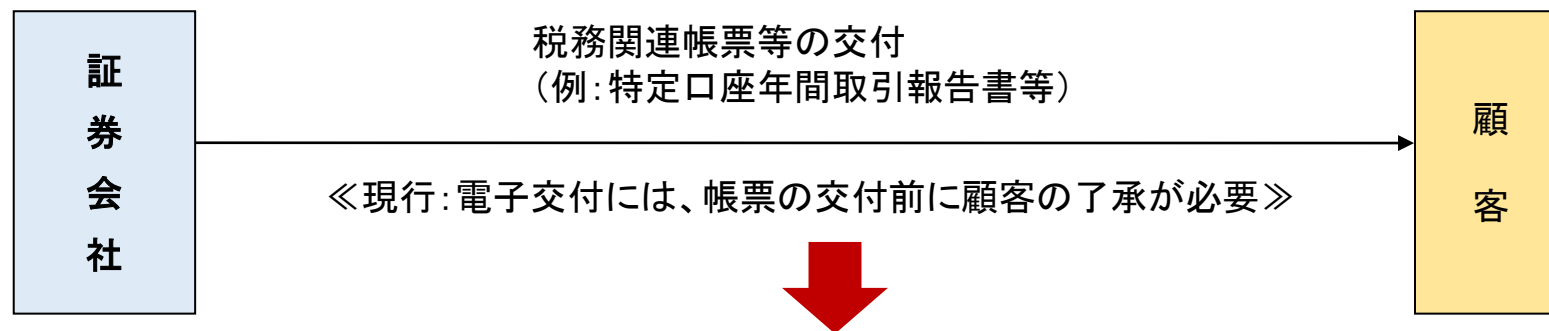 証券会社
税務関連帳票等の交付
（例：特定口座年間取引報告書等）
≪現行：電子交付には、帳票の交付前に顧客の了承が必要≫
顧客